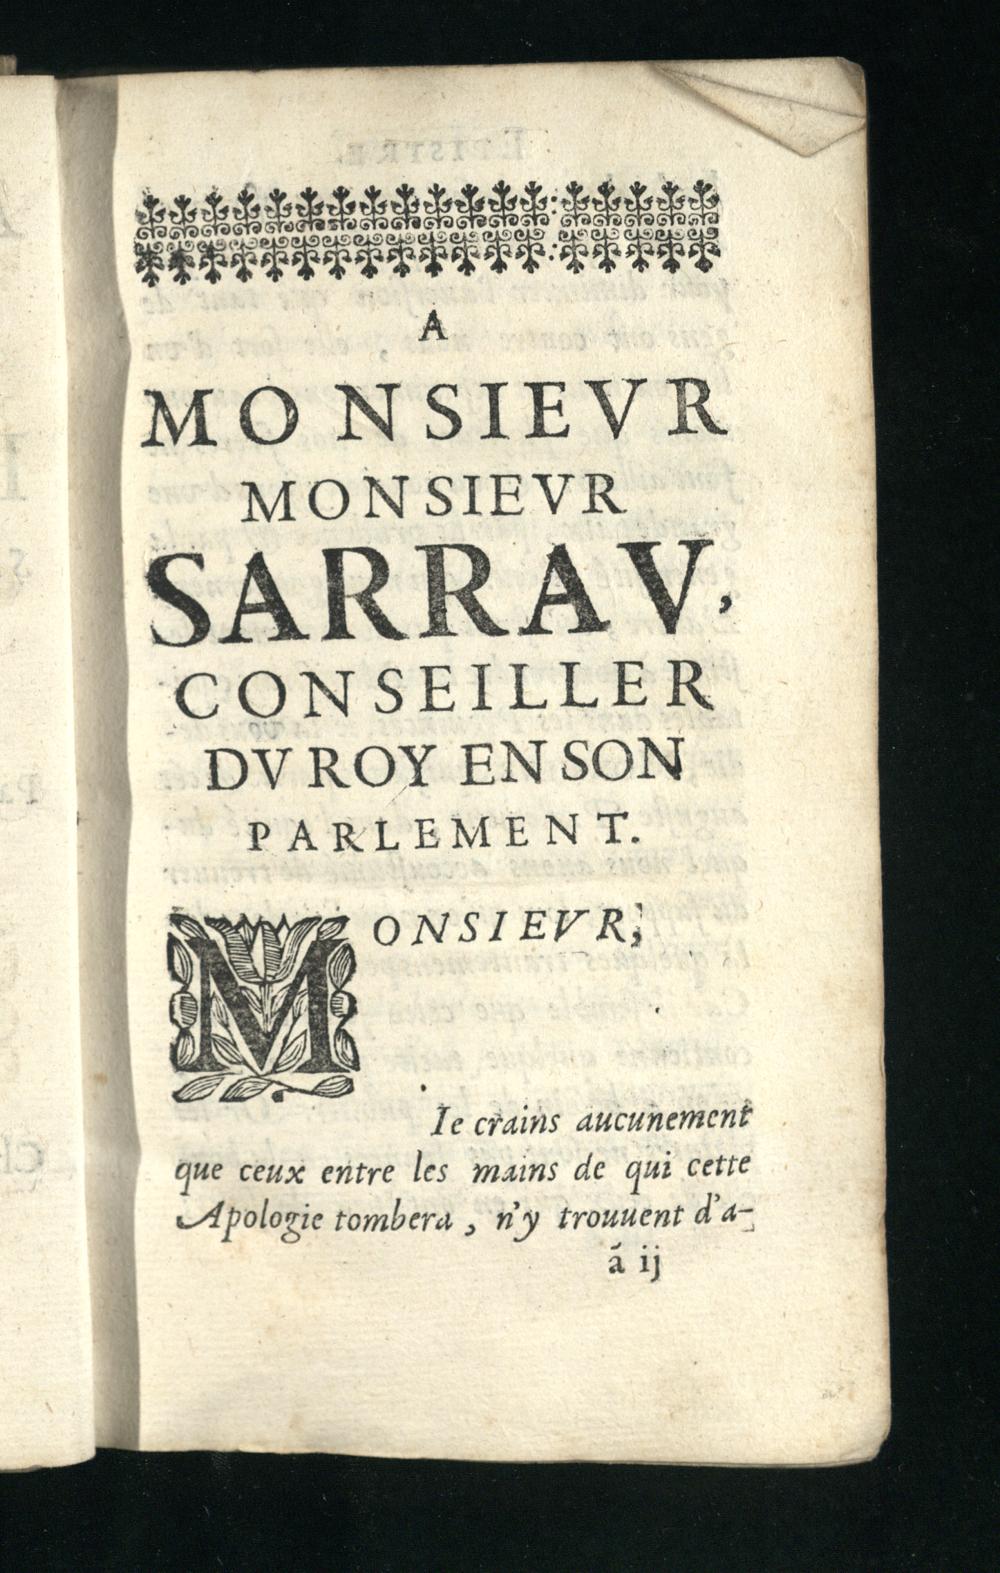 A
MONSIEVR
MONSIEVR
SARRAV,
CONSEILLER
DV ROY EN SON
PARLEMENT.
MONSIEVR,
Ie crains aucunement
que ceux entre les mains de qui cette
Apologie tombera, n'y trouuent d'a-
ã ij